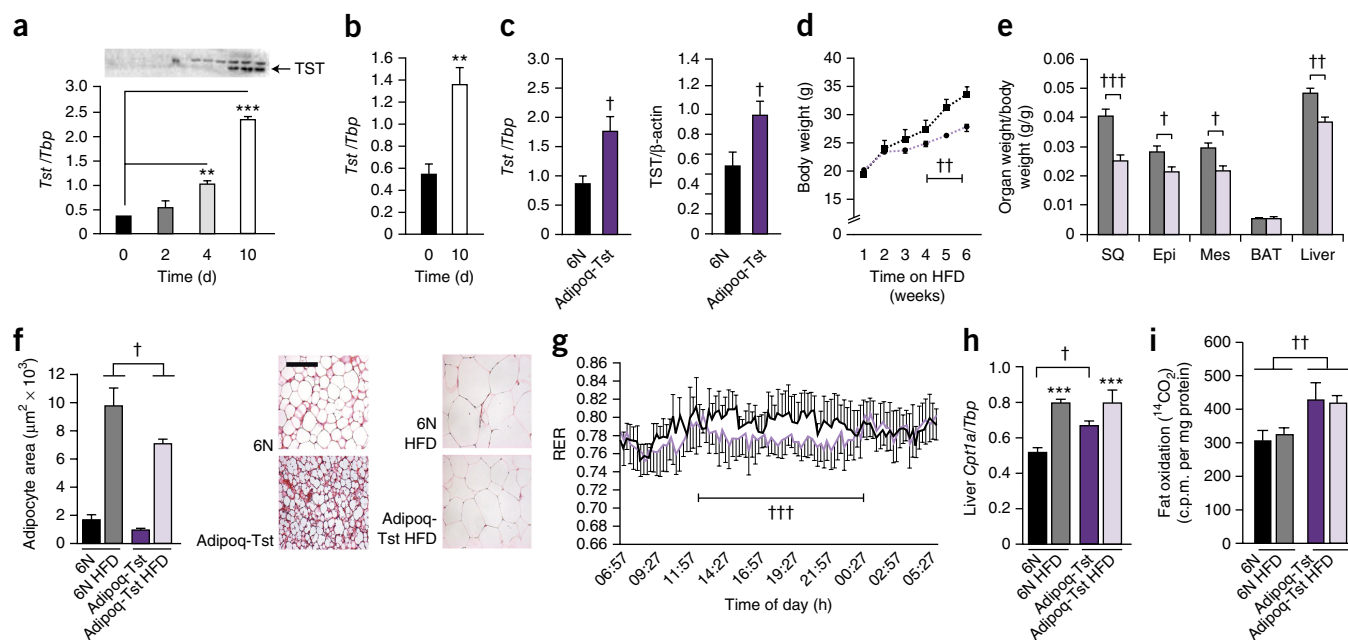 a
TST
Tst/Tbp
3.0
2.5
2.0
1.5
1.0
0.5
0
**
***
0 2 4 10
Time (d)
b
Tst/Tbp
1.6
1.4
1.2
1.0
0.8
0.6
0.4
0.2
0
**
0 10
Time (d)
c
Tst/Tbp
3.0
2.5
2.0
1.5
1.0
0.5
0
†
6N
Adipoq-Tst
TST/β-actin
1.4
1.2
1.0
0.8
0.6
0.4
0.2
0
†
6N
Adipoq-Tst
d
Body weight (g)
40
35
30
25
20
15
0
††
1 2 3 4 5 6
Time on HFD
(weeks)
e
Organ weight/body
weight (g/g)
0.06
0.05
0.04
0.03
0.02
0.01
0
†††
†
†
††
SQ Epi Mes BAT Liver
f
Adipocyte area (μm² × 10³)
12
10
8
6
4
2
0
†
6N
6N HFD
Adipoq-Tst
Adipoq-Tst HFD
6N
Adipoq-Tst
6N
HFD
Adipoq-
Tst HFD
g
RER
0.86
0.84
0.82
0.80
0.78
0.76
0.74
0.72
0.70
0.68
0.66
†††
06:57 09:27 11:57 14:27 16:57 19:27 21:57 00:27 02:57 05:27
Time of day (h)
h
Liver Cpt1a/Tbp
1.0
0.8
0.6
0.4
0.2
0
†
***
***
6N
6N HFD
Adipoq-Tst
Adipoq-Tst HFD
i
Fat oxidation (¹⁴CO₂)
(c.p.m. per mg protein)
600
500
400
300
200
100
0
††
6N
6N HFD
Adipoq-Tst
Adipoq-Tst HFD